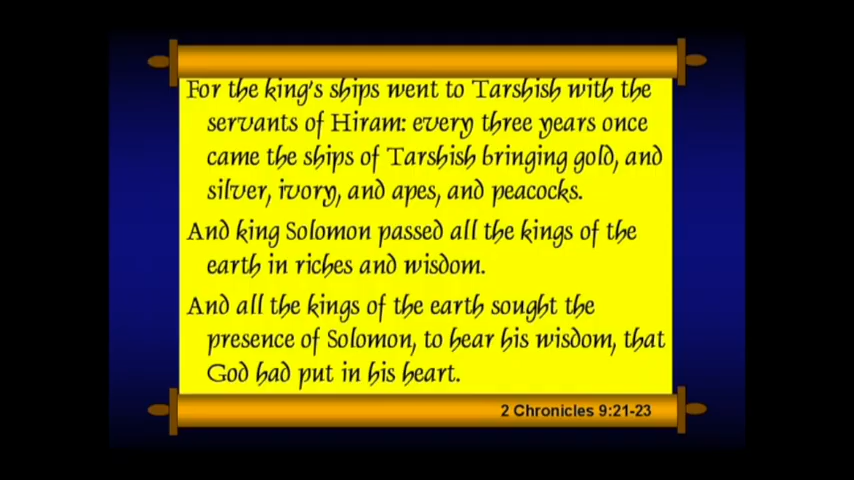 For the king's ships went to Tarshish with the
servants of Hiram: every three years once
came the ships of Tarshish bringing gold, and
silver, ivory, and apes, and peacocks.
And king Solomon passed all the kings of the
earth in riches and wisdom.
And all the kings of the earth sought the
presence of Solomon, to hear his wisdom, that
God had put in his heart.
2 Chronicles 9:21-23